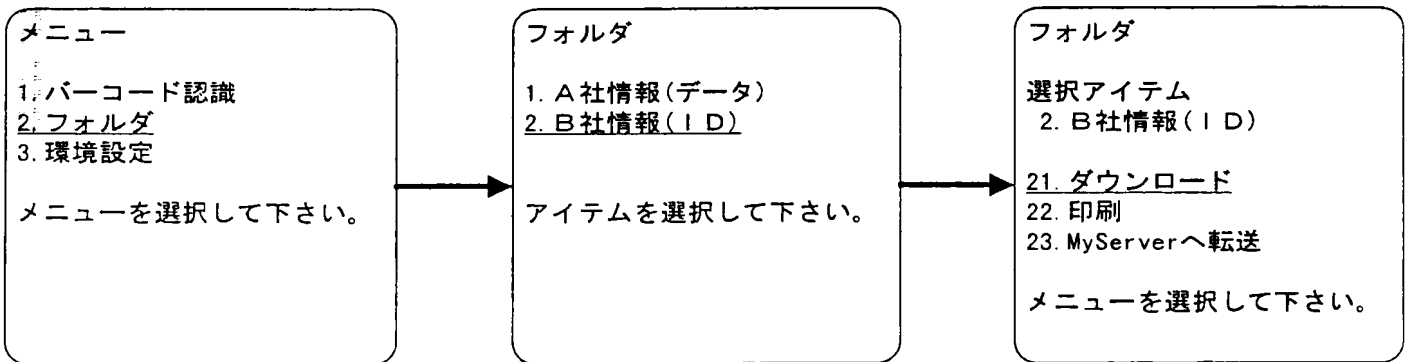 メニュー
1. バーコード認識
2. フォルダ
3. 環境設定
メニューを選択して下さい。
フォルダ
1. A社情報(データ)
2. B社情報(ID)
アイテムを選択して下さい。
フォルダ
選択アイテム
2. B社情報(ID)
21. ダウンロード
22. 印刷
23. MyServerへ転送
メニューを選択して下さい。